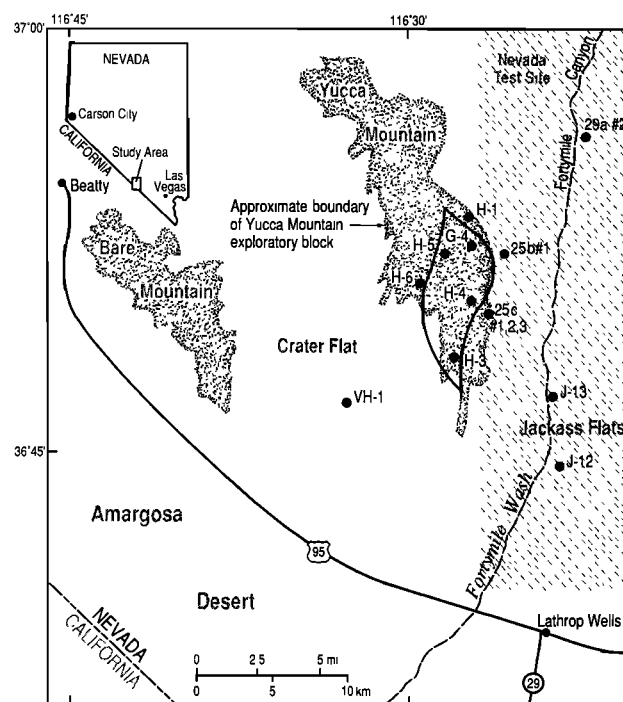 116°45'
116°30'
37°00'
NEVADA
Carson City
CALIFORNIA
Study Area
Las Vegas
Beatty
Yucca
Mountain
Nevada
Test Site
Canyon
Fortymile
29a #2
Approximate boundary
of Yucca Mountain
exploratory block
H-1
G-4
H-5
25b#1
H-6
H-4
25c
#1,2,3
H-3
Bare
Mountain
Crater Flat
VH-1
J-13
Jackass Flats
J-12
36°45'
Amargosa
Desert
95
Fortymile Wash
Lathrop Wells
NEVADA
CALIFORNIA
0 2 5 5 mi
0 5 10 km
29